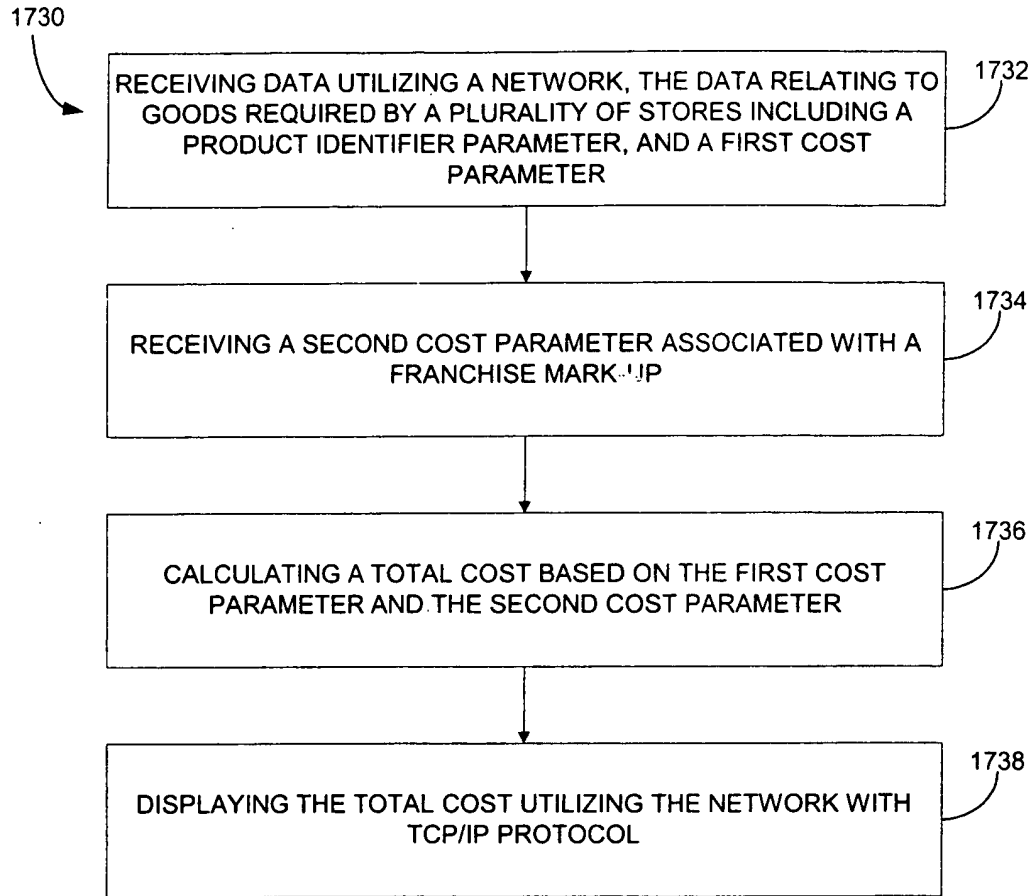 1730
RECEIVING DATA UTILIZING A NETWORK, THE DATA RELATING TO
GOODS REQUIRED BY A PLURALITY OF STORES INCLUDING A
PRODUCT IDENTIFIER PARAMETER, AND A FIRST COST
PARAMETER
1732
RECEIVING A SECOND COST PARAMETER ASSOCIATED WITH A
FRANCHISE MARK-UP
1734
CALCULATING A TOTAL COST BASED ON THE FIRST COST
PARAMETER AND THE SECOND COST PARAMETER
1736
DISPLAYING THE TOTAL COST UTILIZING THE NETWORK WITH
TCP/IP PROTOCOL
1738